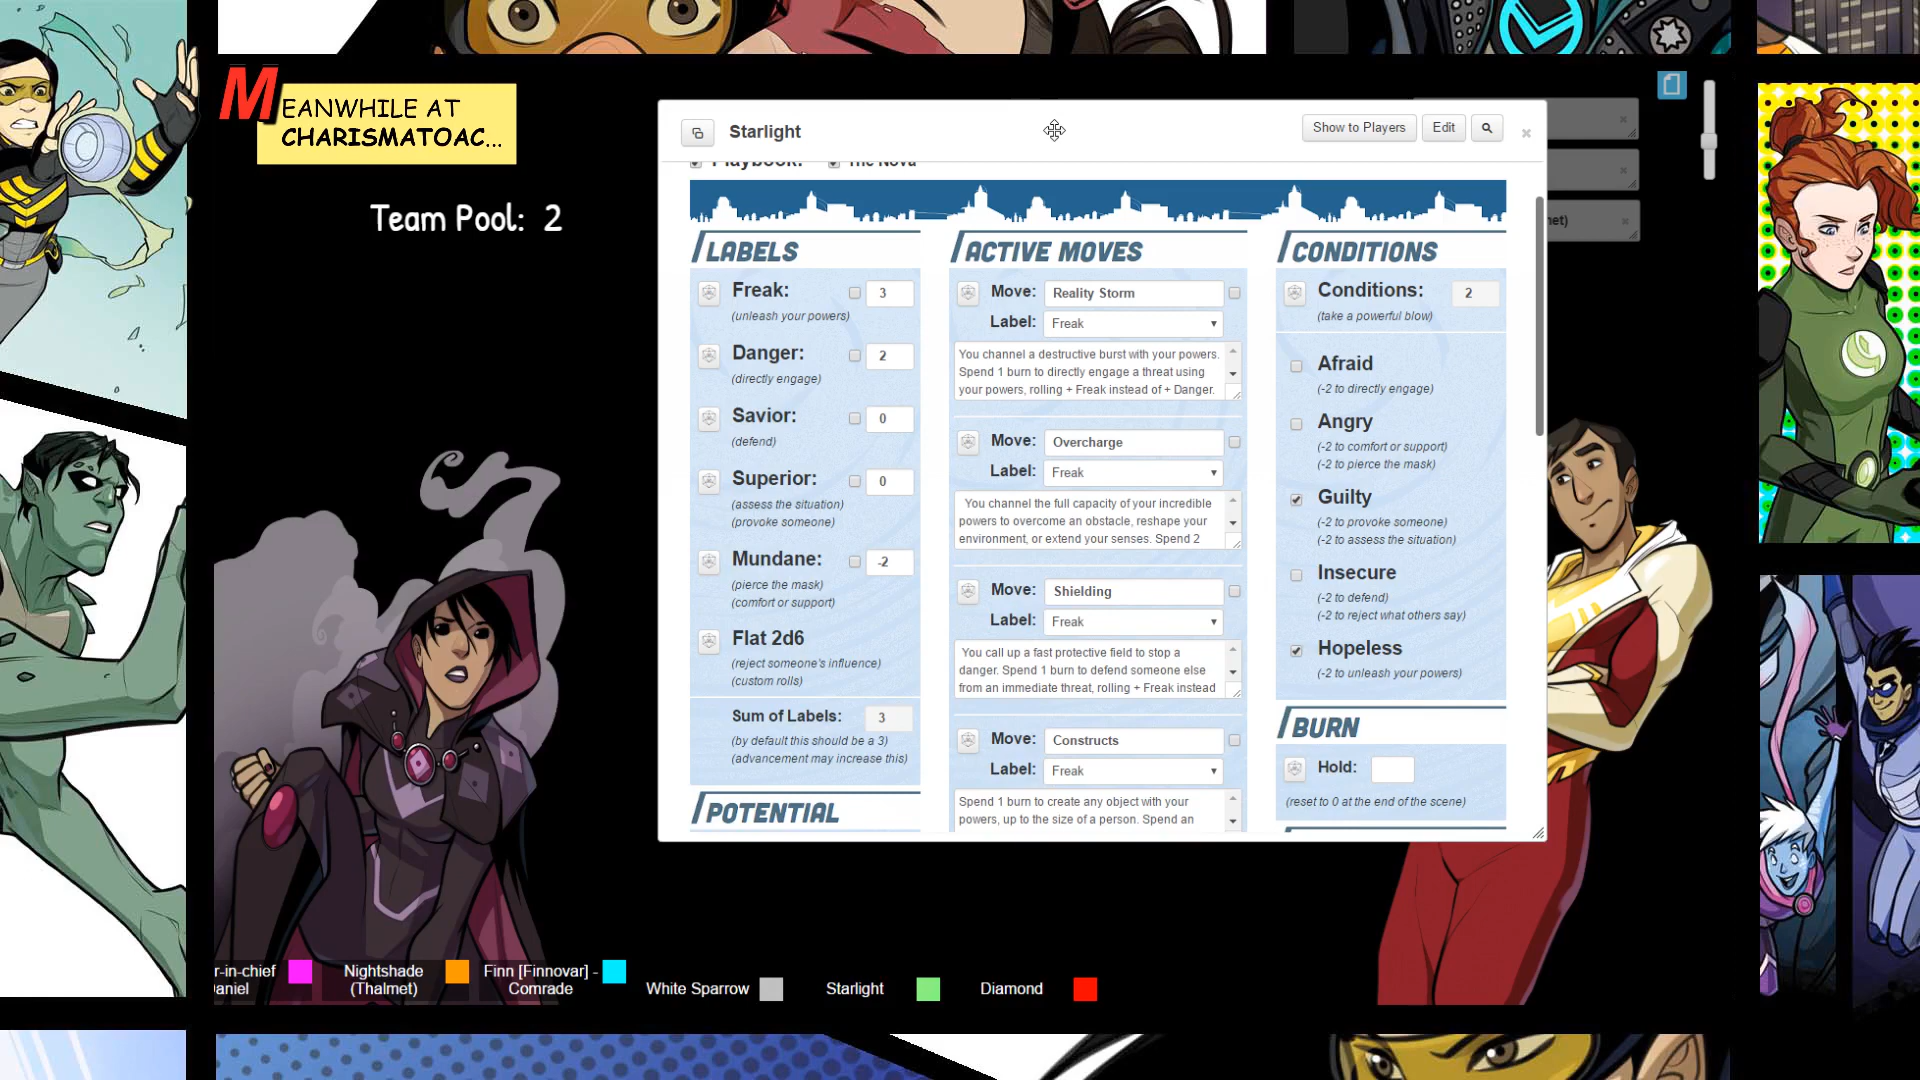 MEANWHILE AT
CHARISMATOAC...
Team Pool: 2
Starlight
Show to Players
Edit
Playbook: The Nova
LABELS
Freak: 3
(unleash your powers)
Danger: 2
(directly engage)
Savior: 0
(defend)
Superior: 0
(assess the situation)
(provoke someone)
Mundane: -2
(pierce the mask)
(comfort or support)
Flat 2d6
(reject someone's influence)
(custom rolls)
Sum of Labels: 3
(by default this should be a 3)
(advancement may increase this)
POTENTIAL
ACTIVE MOVES
Move: Reality Storm
Label: Freak
You channel a destructive burst with your powers.
Spend 1 burn to directly engage a threat using
your powers, rolling + Freak instead of + Danger.
Move: Overcharge
Label: Freak
You channel the full capacity of your incredible
powers to overcome an obstacle, reshape your
environment, or extend your senses. Spend 2
Move: Shielding
Label: Freak
You call up a fast protective field to stop a
danger. Spend 1 burn to defend someone else
from an immediate threat, rolling + Freak instead
Move: Constructs
Label: Freak
Spend 1 burn to create any object with your
powers, up to the size of a person. Spend an
CONDITIONS
Conditions: 2
(take a powerful blow)
Afraid
(-2 to directly engage)
Angry
(-2 to comfort or support)
(-2 to pierce the mask)
Guilty
(-2 to provoke someone)
(-2 to assess the situation)
Insecure
(-2 to defend)
(-2 to reject what others say)
Hopeless
(-2 to unleash your powers)
BURN
Hold:
(reset to 0 at the end of the scene)
net)
r-in-chief
aniel
Nightshade
(Thalmet)
Finn [Finnovar] -
Comrade
White Sparrow
Starlight
Diamond